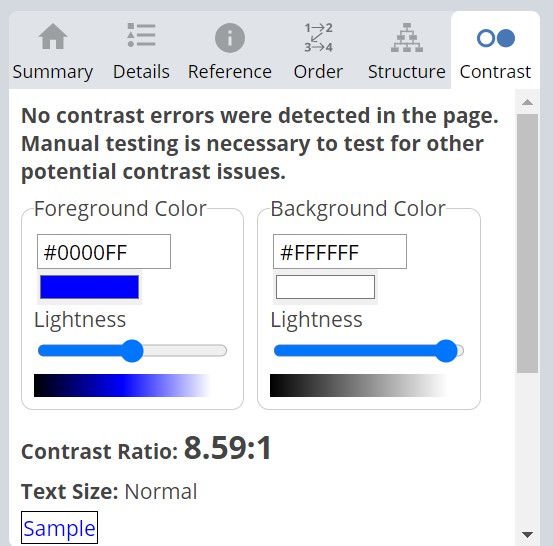 1→2
3→4
Summary Details Reference Order Structure Contrast
No contrast errors were detected in the page.
Manual testing is necessary to test for other
potential contrast issues.
Foreground Color Background Color
#0000FF #FFFFFF
Lightness Lightness
Contrast Ratio: 8.59:1
Text Size: Normal
Sample